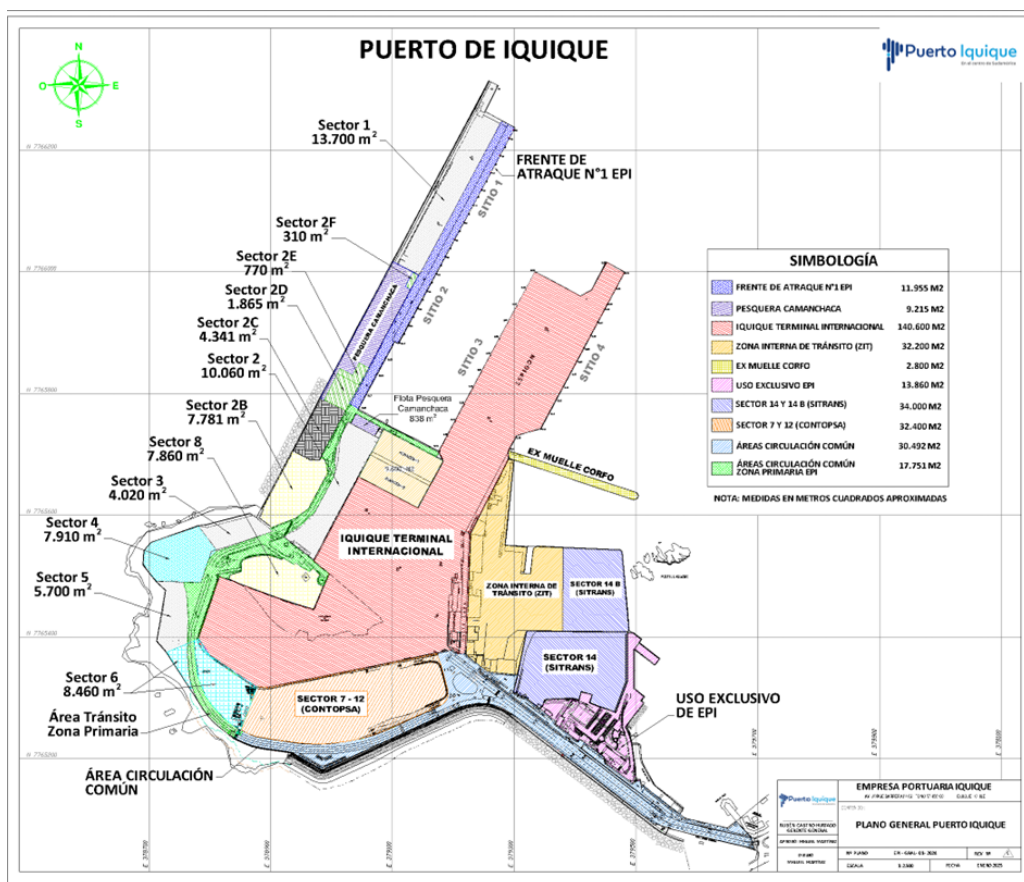 PUERTO DE IQUIQUE
Puerto Iquique
N
O
E
S
Sector 1
13.700 m²
FRENTE DE
ATRAQUE N°1 EPI
SITIO 1
Sector 2F
310 m²
Sector 2E
770 m²
Sector 2D
1.865 m²
Sector 2C
4.341 m²
Sector 2
10.060 m²
Sector 2B
7.781 m²
Sector 8
7.860 m²
Sector 3
4.020 m²
Sector 4
7.910 m²
Sector 5
5.700 m²
Sector 6
8.460 m²
Área Tránsito
Zona Primaria
ÁREA CIRCULACIÓN
COMÚN
PESQUERA CAMANCHACA
SITIO 2
SITIO 3
SITIO 4
Flota Pesquera
Camanchaca
838 m²
EX MUELLE CORFO
IQUIQUE TERMINAL
INTERNACIONAL
ZONA INTERNA DE
TRÁNSITO (ZIT)
SECTOR 14 B
(SITRANS)
SECTOR 14
(SITRANS)
SECTOR 7 - 12
(CONTOPSA)
USO EXCLUSIVO
DE EPI
SIMBOLOGÍA
FRENTE DE ATRAQUE N°1 EPI 11.955 M2
PESQUERA CAMANCHACA 9.215 M2
IQUIQUE TERMINAL INTERNACIONAL 140.600 M2
ZONA INTERNA DE TRÁNSITO (ZIT) 32.200 M2
EX MUELLE CORFO 2.800 M2
USO EXCLUSIVO EPI 13.860 M2
SECTOR 14 Y 14 B (SITRANS) 34.000 M2
SECTOR 7 Y 12 (CONTOPSA) 32.400 M2
ÁREAS CIRCULACIÓN COMÚN 30.492 M2
ÁREAS CIRCULACIÓN COMÚN
ZONA PRIMARIA EPI 17.751 M2
NOTA: MEDIDAS EN METROS CUADRADOS APROXIMADOS
Puerto Iquique
EMPRESA PORTUARIA IQUIQUE
PLANO GENERAL PUERTO IQUIQUE
GERENTE GENERAL
Nº PLANO
ESCALA
FECHA